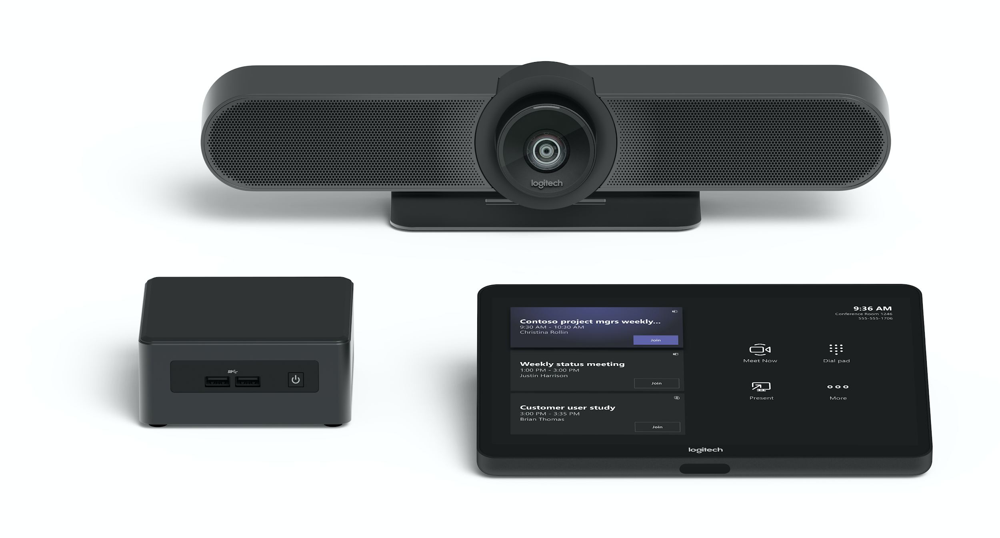 logitech
SS
Contoso project mgrs weekly...
9:30 AM - 10:30 AM
Christina Rollin
Join
Weekly status meeting
1:00 PM - 3:00 PM
Justin Harrison
Join
Customer user study
3:00 PM - 3:35 PM
Brian Thomas
Join
9:36 AM
Conference Room 1246
555-555-1706
Meet Now
Dial pad
Present
More
logitech